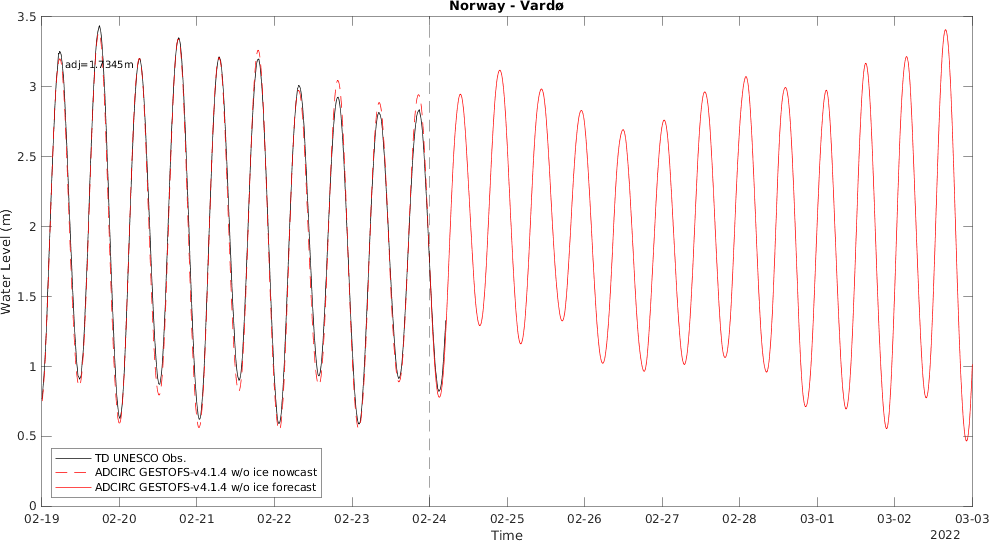 Norway - Vardø
3.5
adj=1.7345m
3
2.5
2
1.5
1
0.5
0
Water Level (m)
TD UNESCO Obs.
ADCIRC GESTOFS-v4.1.4 w/o ice nowcast
ADCIRC GESTOFS-v4.1.4 w/o ice forecast
02-19 02-20 02-21 02-22 02-23 02-24 02-25 02-26 02-27 02-28 03-01 03-02 03-03
Time
2022